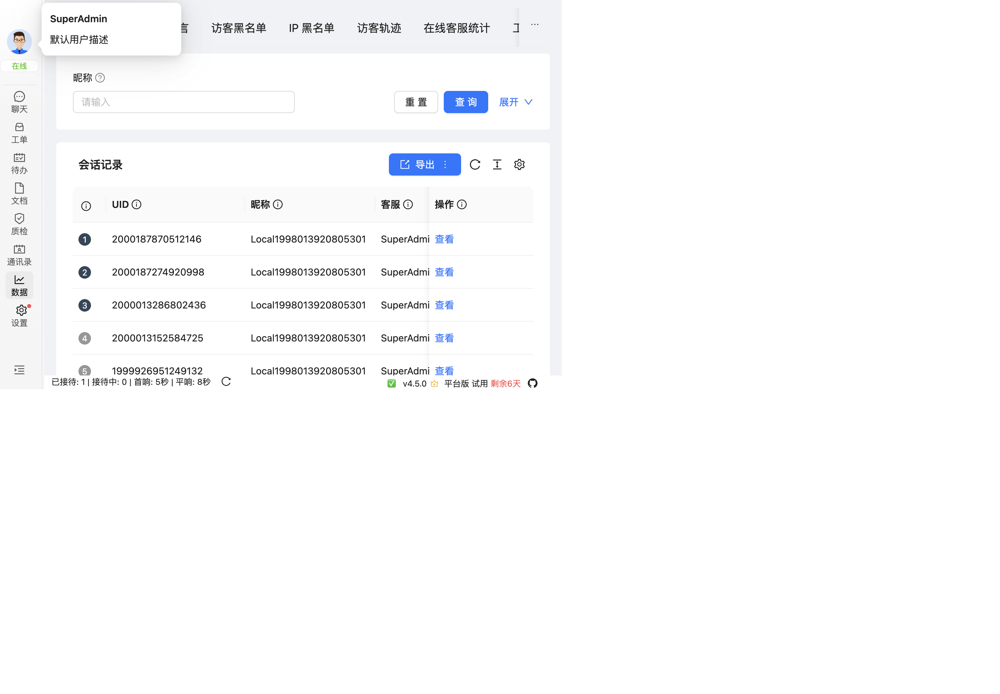 SuperAdmin
默认用户描述
访客黑名单 IP 黑名单 访客轨迹 在线客服统计
在线
聊天
工单
待办
文档
质检
通讯录
数据
设置
昵称
请输入
重 置 查 询 展开
会话记录
导出
UID 昵称 客服 操作
1 2000187870512146 Local1998013920805301 SuperAdmi 查看
2 2000187274920998 Local1998013920805301 SuperAdmi 查看
3 2000013286802436 Local1998013920805301 SuperAdmi 查看
4 2000013152584725 Local1998013920805301 SuperAdmi 查看
5 1999926951249132 Local1998013920805301 SuperAdmi 查看
已接待: 1 | 接待中: 0 | 首响: 5秒 | 平响: 8秒
v4.5.0 平台版 试用 剩余6天